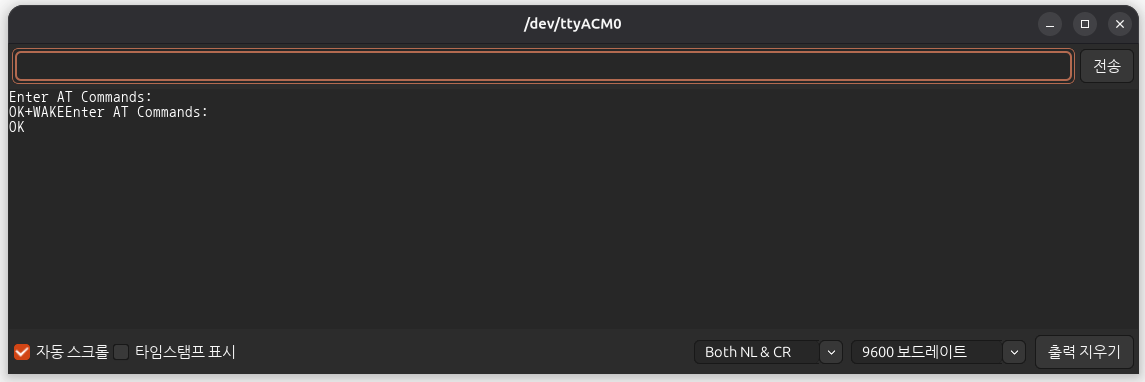 /dev/ttyACM0
전송
Enter AT Commands:
OK+WAKEEnter AT Commands:
OK
자동 스크롤 타임스탬프 표시 Both NL & CR 9600 보드레이트 출력 지우기